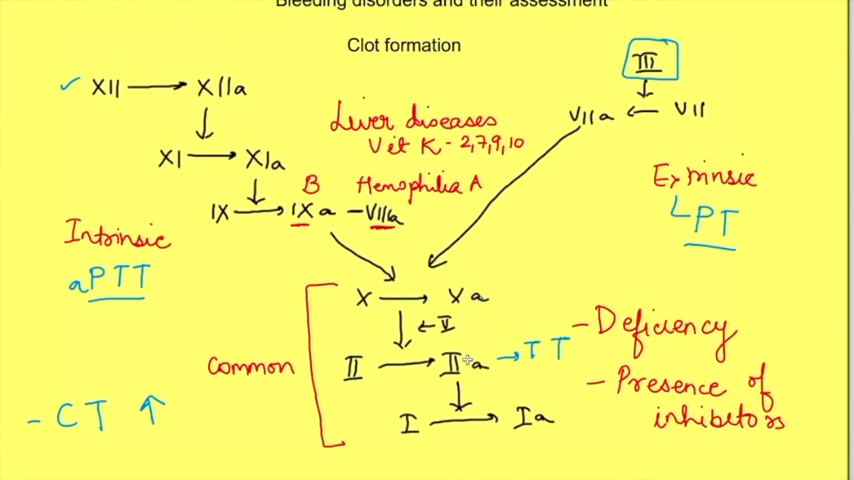 Bleeding disorders and their assessment
Clot formation
III
XII → XIIa
VIIa ← VII
Liver diseases
Vit K - 2,7,9,10
XI → XIa
B Hemophilia A
Extrinsic
PT
IX → IXa - VIIIa
Intrinsic
aPTT
X → Xa
← V
II → IIa → TT
- Deficiency
Common
- Presence of
inhibitors
- CT ↑
I → Ia